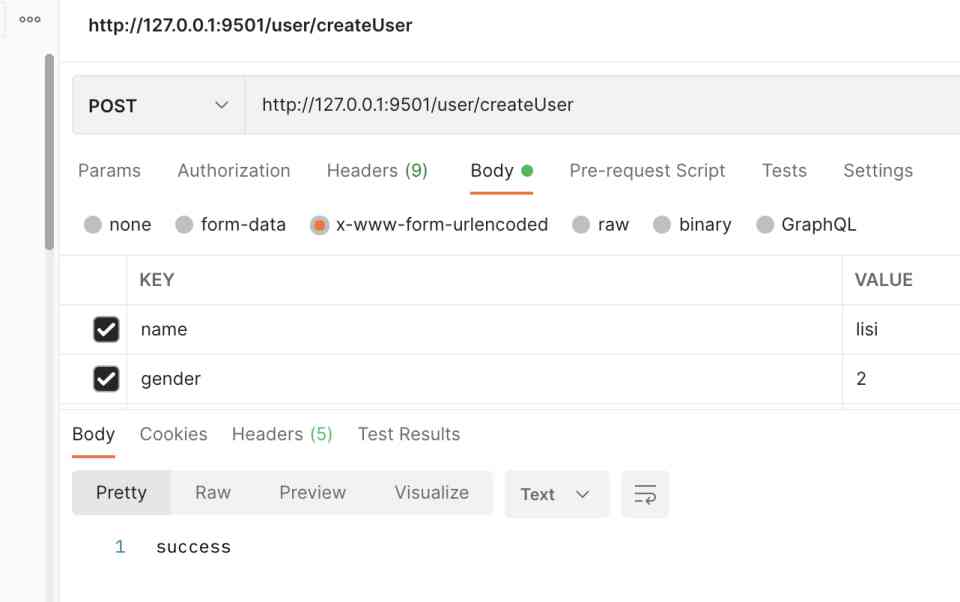 http://127.0.0.1:9501/user/createUser
POST http://127.0.0.1:9501/user/createUser
Params Authorization Headers (9) Body Pre-request Script Tests Settings
none form-data x-www-form-urlencoded raw binary GraphQL
KEY VALUE
name lisi
gender 2
Body Cookies Headers (5) Test Results
Pretty Raw Preview Visualize Text
1 success